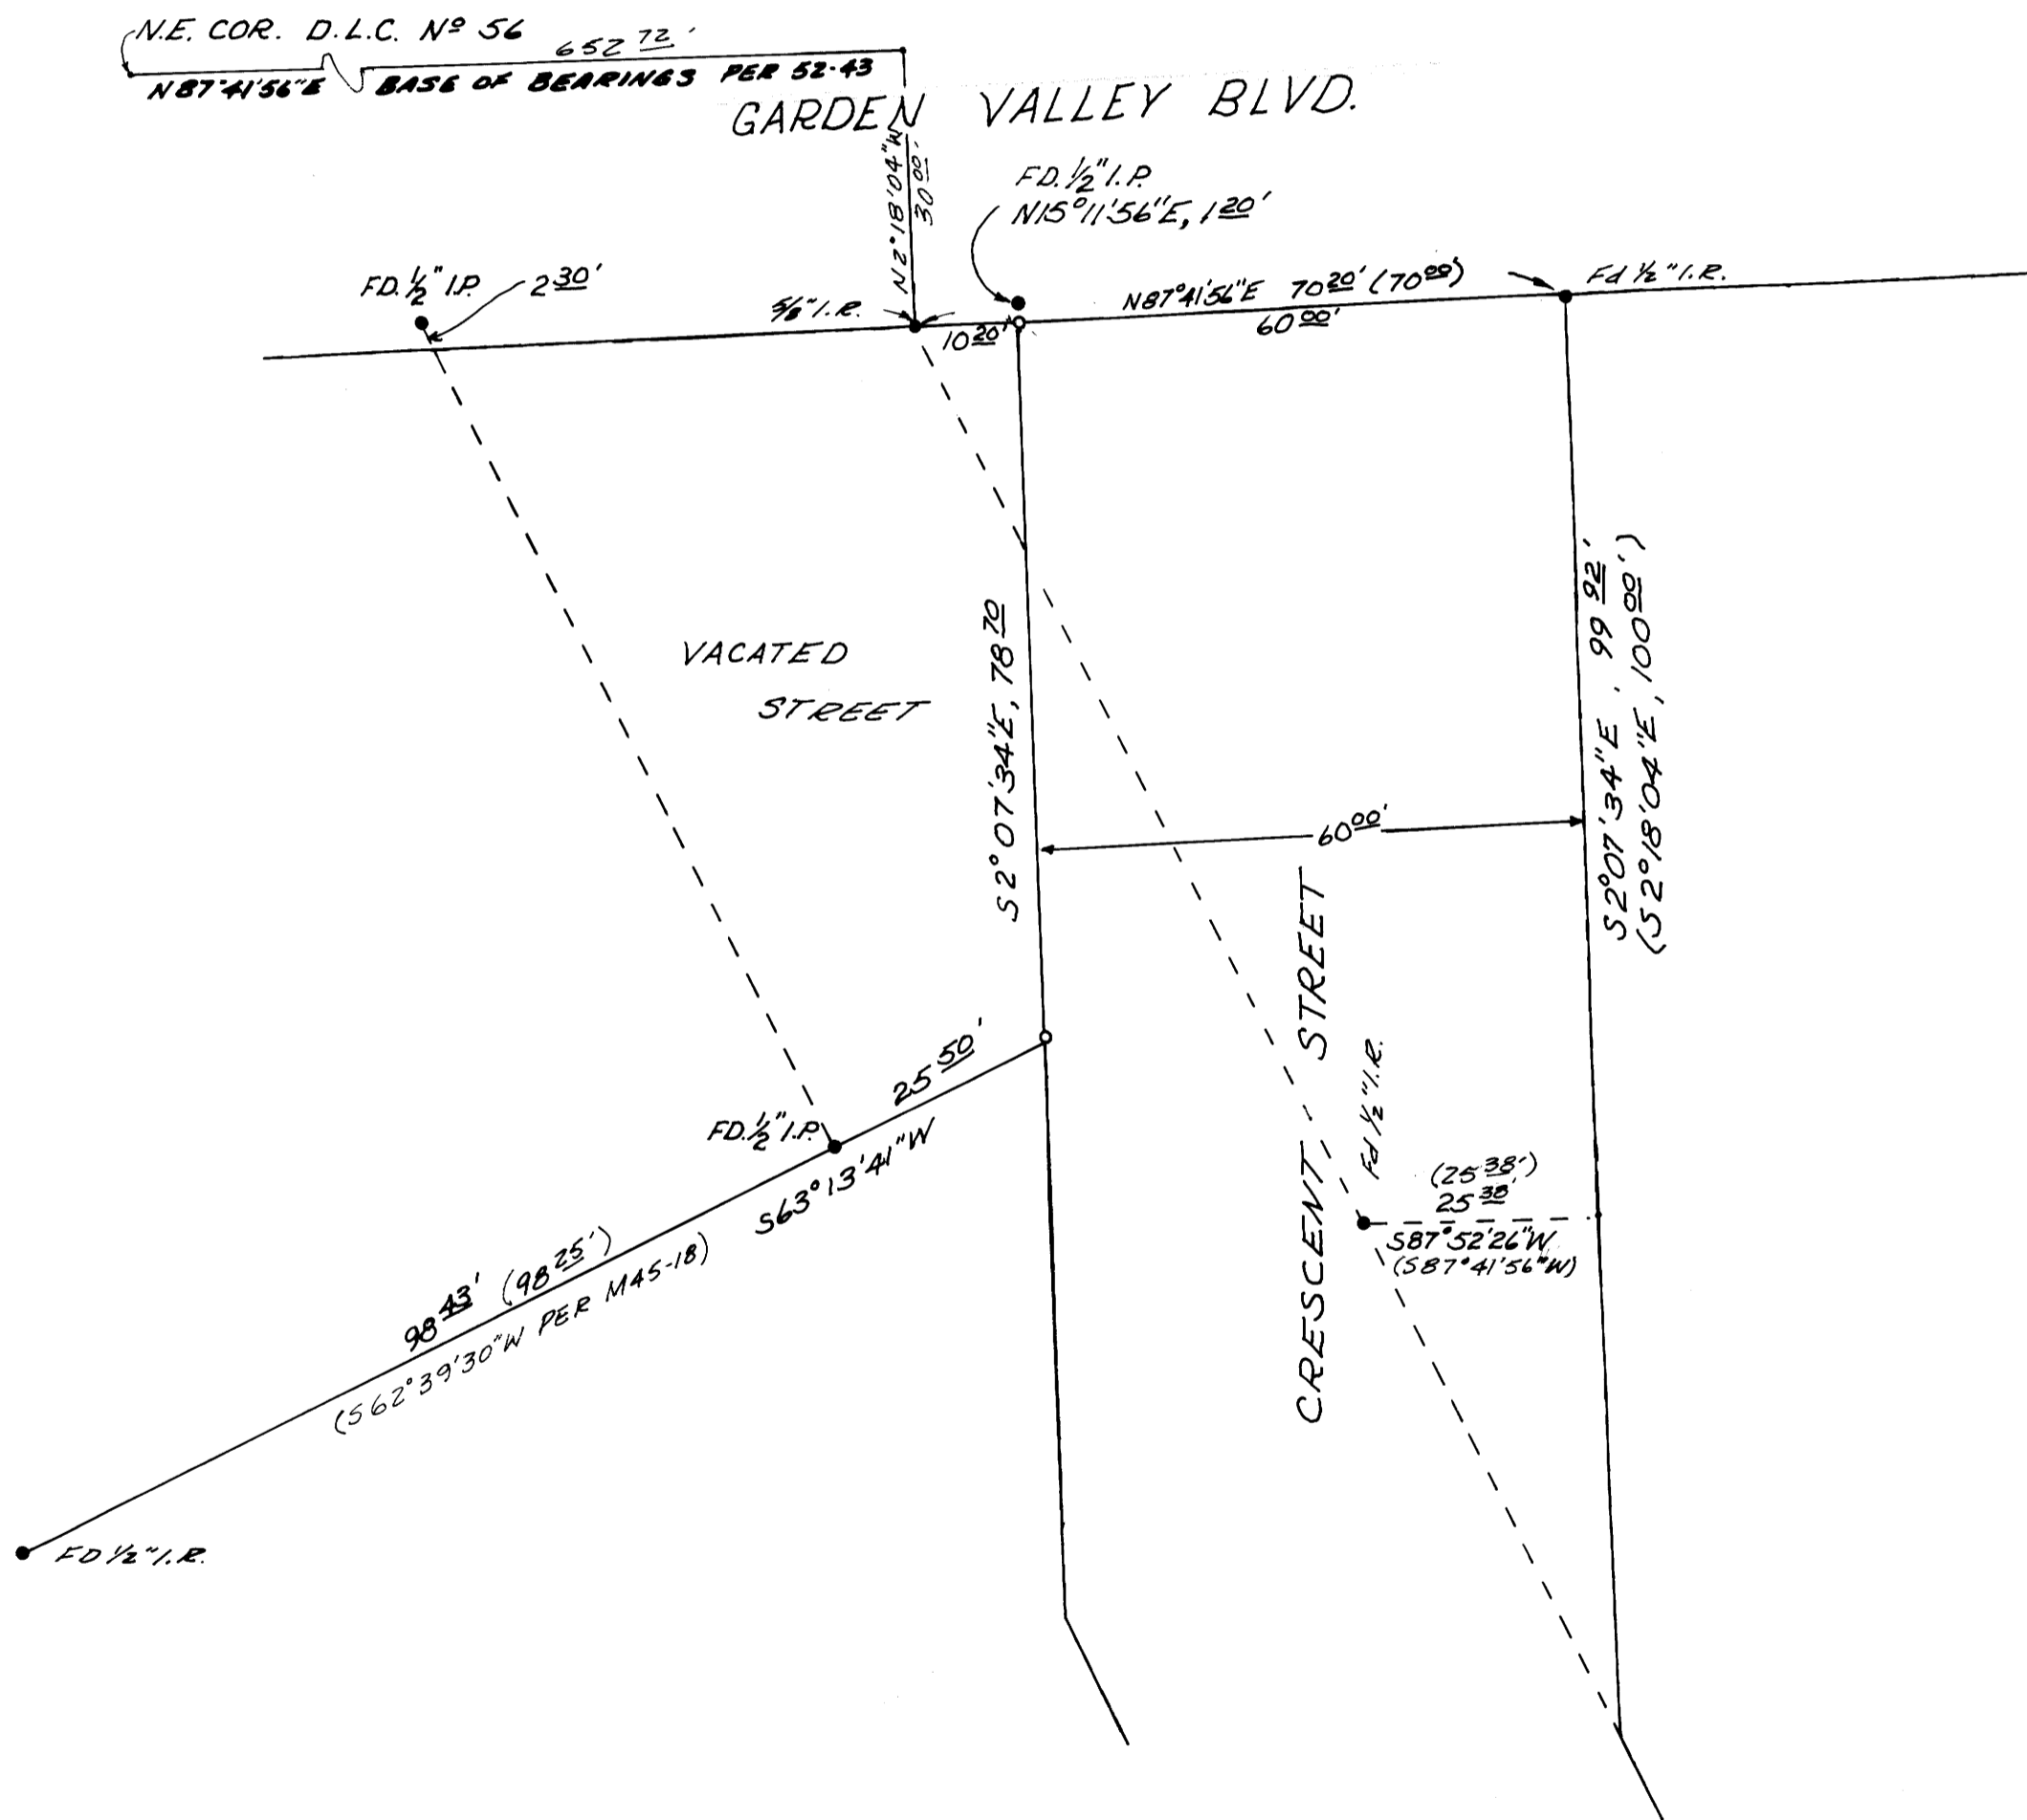 N.E. COR. D.L.C. Nº 56
652 72'
N87°41'56"E
BASE OF BEARINGS PER 52-43
GARDEN VALLEY BLVD.
N2°18'04"W
30 00'
FD. 1/2" I.P.
N15°11'56"E, 1 20'
FD. 1/2" I.P.
2 30'
5/8" I.R.
10 20'
N87°41'56"E 70 20' (70 00')
60 00'
Fd 1/2" I.R.
VACATED
STREET
S2°07'34"E, 78 70
S2°07'34"E, 99 92'
(S2°18'04"E, 100 00')
60 00'
CRESCENT STREET
Fd 1/2" I.R.
25 50'
FD. 1/2" I.P.
S63°13'41"W
(25 38')
25 38'
S87°52'26"W
(S87°41'56"W)
98 43' (98 25')
(S62°39'30"W PER M45-18)
FD 1/2" I.R.